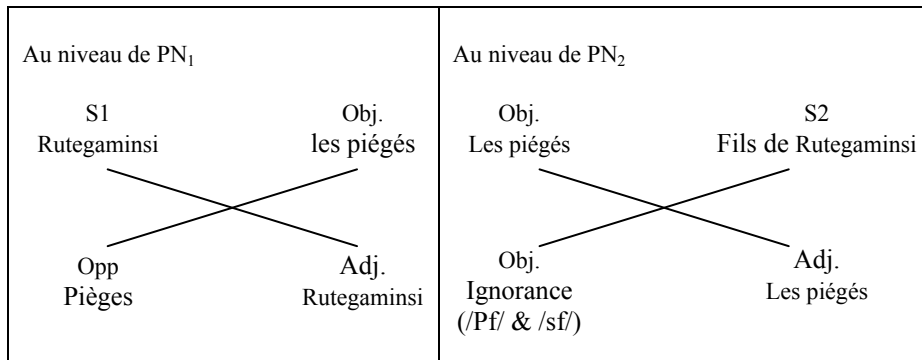 Au niveau de PN₁
S1 Obj.
Rutegaminsi les piégés
Opp Adj.
Pièges Rutegaminsi
Au niveau de PN₂
Obj. S2
Les piégés Fils de Rutegaminsi
Obj. Adj.
Ignorance Les piégés
(/Pf/ & /sf/)